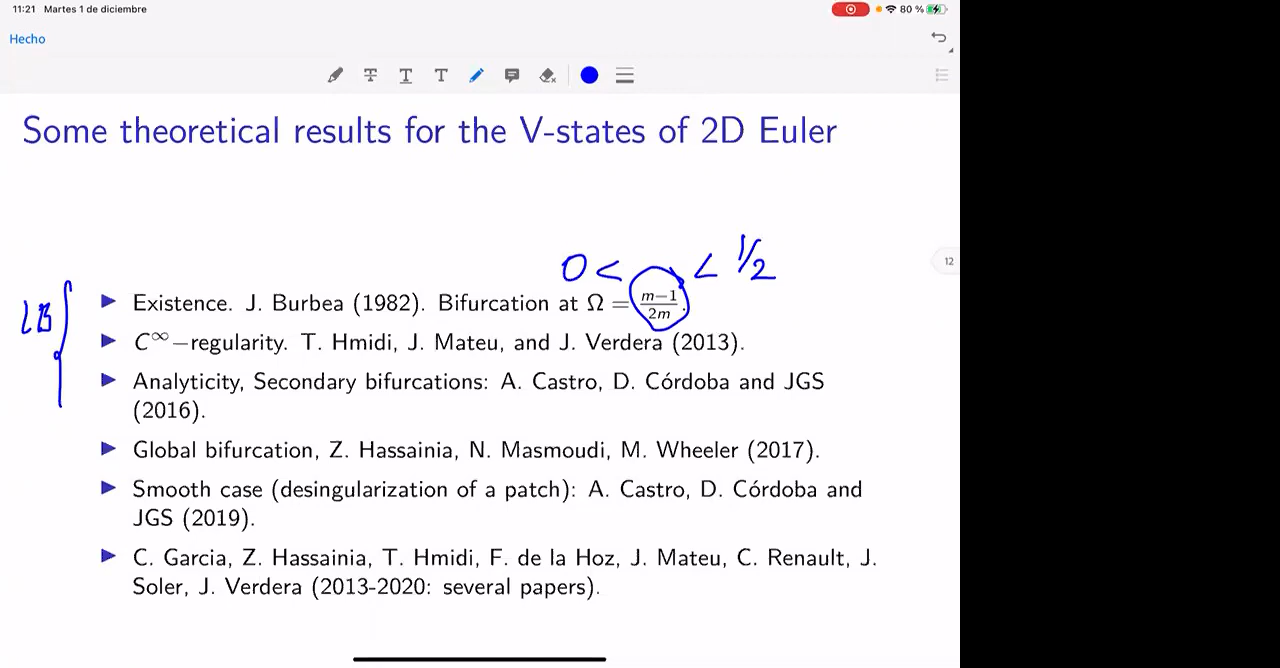 11:21 Martes 1 de diciembre
80 %
Hecho
Some theoretical results for the V-states of 2D Euler
0 < < 1/2
12
LB
Existence. J. Burbea (1982). Bifurcation at Ω = m−1/2m.
C∞−regularity. T. Hmidi, J. Mateu, and J. Verdera (2013).
Analyticity, Secondary bifurcations: A. Castro, D. Córdoba and JGS
(2016).
Global bifurcation, Z. Hassainia, N. Masmoudi, M. Wheeler (2017).
Smooth case (desingularization of a patch): A. Castro, D. Córdoba and
JGS (2019).
C. Garcia, Z. Hassainia, T. Hmidi, F. de la Hoz, J. Mateu, C. Renault, J.
Soler, J. Verdera (2013-2020: several papers).